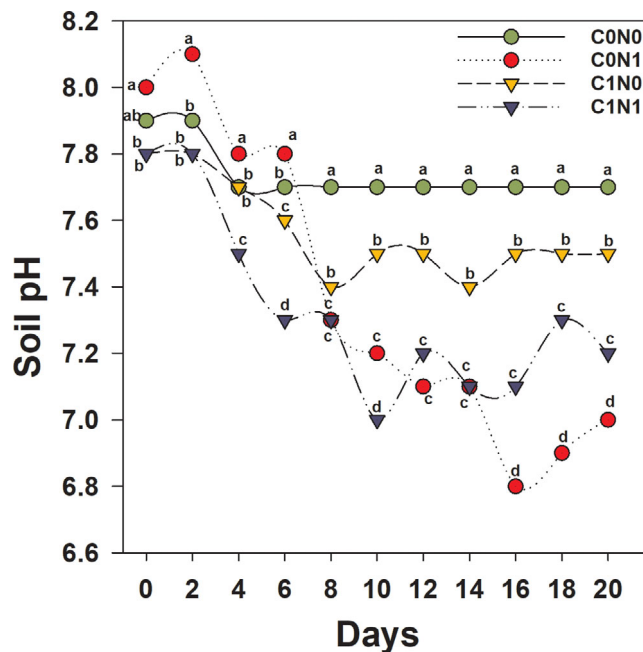 8.2
8.0
7.8
7.6
7.4
7.2
7.0
6.8
6.6
Soil pH
C0N0
C0N1
C1N0
C1N1
a a
ab b
b b
b b
a a
b b a a a a a a a
b c
c d
b b b b b b b
c c c c c c c
c d c c
d d d
0 2 4 6 8 10 12 14 16 18 20
Days